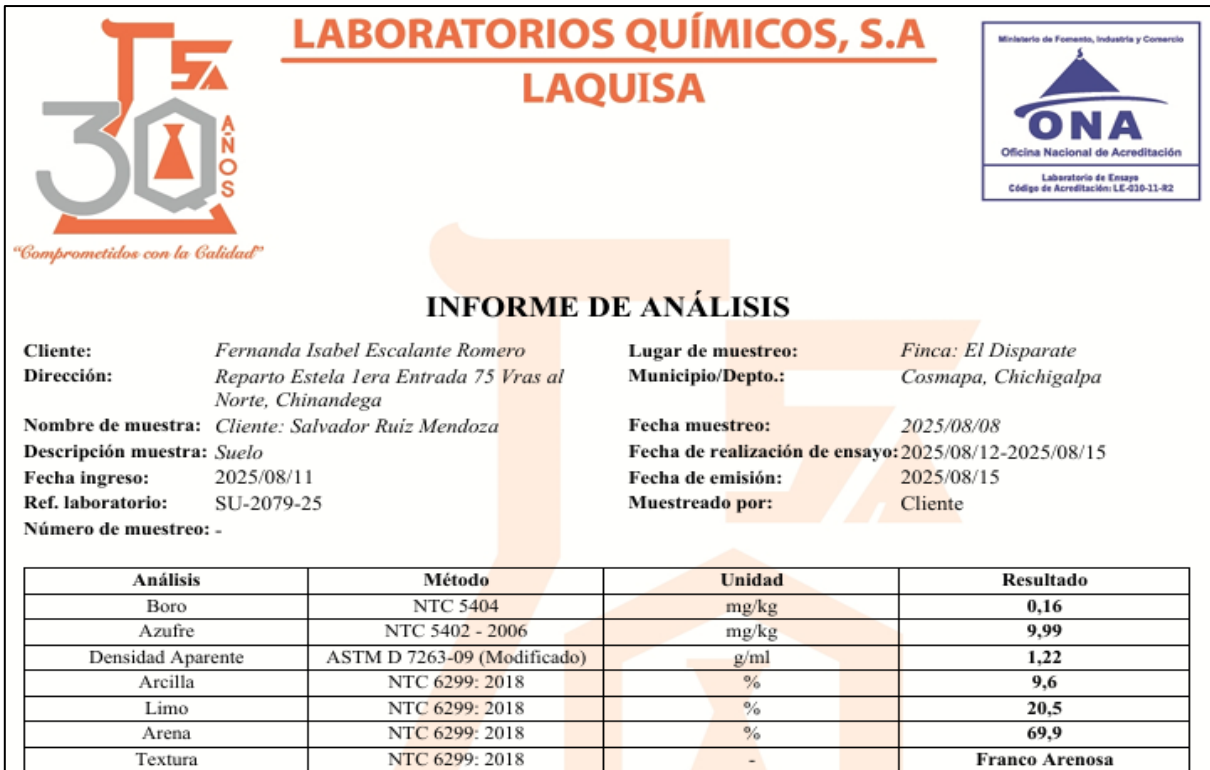 LABORATORIOS QUÍMICOS, S.A
LAQUISA
30 AÑOS
"Comprometidos con la Calidad"
Ministerio de Fomento, Industria y Comercio
ONA
Oficina Nacional de Acreditación
Laboratorio de Ensayo
Código de Acreditación: LE-010-11-R2
INFORME DE ANÁLISIS
Cliente: Fernanda Isabel Escalante Romero Lugar de muestreo: Finca: El Disparate
Dirección: Reparto Estela 1era Entrada 75 Vras al Municipio/Depto.: Cosmapa, Chichigalpa
Norte, Chinandega
Nombre de muestra: Cliente: Salvador Ruíz Mendoza Fecha muestreo: 2025/08/08
Descripción muestra: Suelo Fecha de realización de ensayo: 2025/08/12-2025/08/15
Fecha ingreso: 2025/08/11 Fecha de emisión: 2025/08/15
Ref. laboratorio: SU-2079-25 Muestreado por: Cliente
Número de muestreo: -
Análisis Método Unidad Resultado
Boro NTC 5404 mg/kg 0,16
Azufre NTC 5402 - 2006 mg/kg 9,99
Densidad Aparente ASTM D 7263-09 (Modificado) g/ml 1,22
Arcilla NTC 6299: 2018 % 9,6
Limo NTC 6299: 2018 % 20,5
Arena NTC 6299: 2018 % 69,9
Textura NTC 6299: 2018 - Franco Arenosa